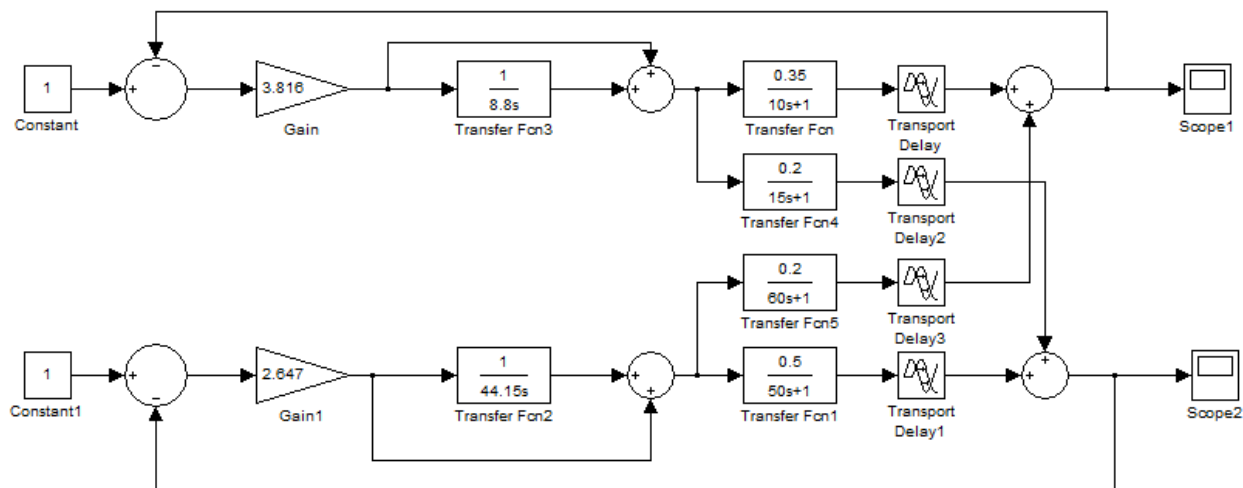 1
Constant
−
+
3.816
Gain
1
8.8s
Transfer Fcn3
+
+
0.35
10s+1
Transfer Fcn
Transport
Delay
+
+
Scope1
0.2
15s+1
Transfer Fcn4
Transport
Delay2
0.2
60s+1
Transfer Fcn5
Transport
Delay3
1
Constant1
+
−
2.647
Gain1
1
44.15s
Transfer Fcn2
+
+
0.5
50s+1
Transfer Fcn1
Transport
Delay1
+
+
Scope2